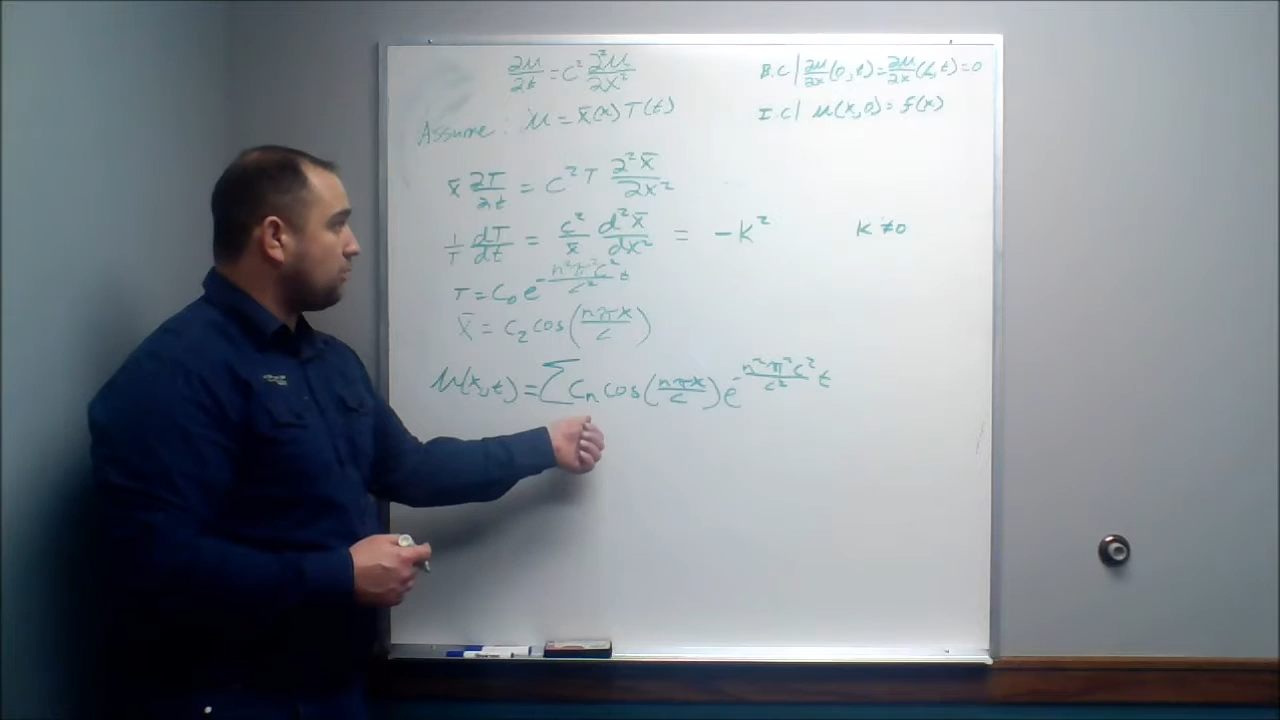 ∂u/∂t = c² ∂²u/∂x²
B.C | ∂u/∂x (0,t) = ∂u/∂x (L,t) = 0
Assume: u = X̄(x) T(t)
I.C | u(x,0) = f(x)
X̄ ∂T/∂t = c² T ∂²X̄/∂x²
1/T dT/dt = c²/X̄ d²X̄/dx² = -k²
k ≠ 0
T = C₀ e^(-n²π²c²/L² t)
X̄ = C₂ cos(nπx/L)
u(x,t) = Σ Cₙ cos(nπx/L) e^(-n²π²c²/L² t)